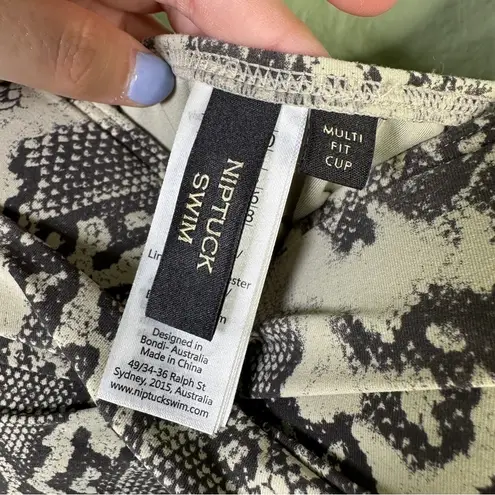 NIPTUCK
SWIM
MULTI
FIT
CUP
Designed in
Bondi- Australia
Made in China
49/34-36 Ralph St
Sydney, 2015, Australia
www.niptuckswim.com